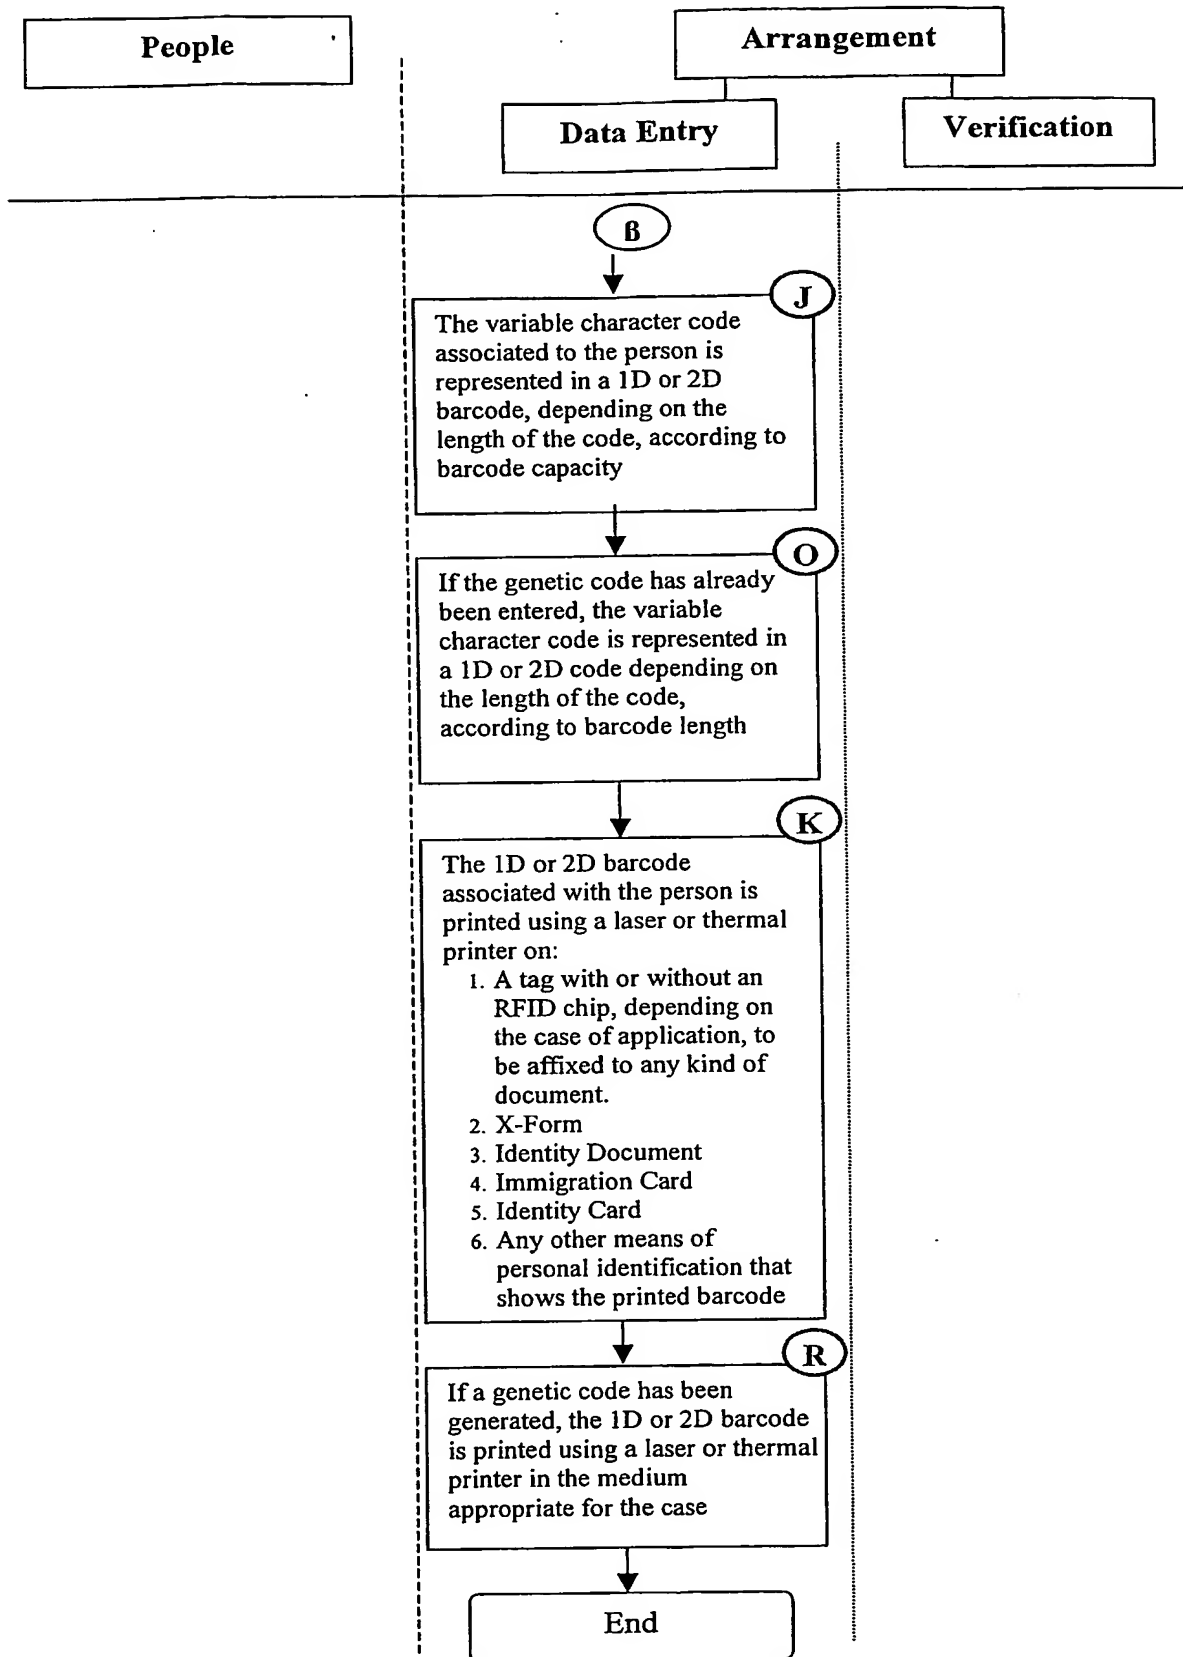 People
Arrangement
Data Entry
Verification
ß
J
The variable character code
associated to the person is
represented in a 1D or 2D
barcode, depending on the
length of the code, according to
barcode capacity
O
If the genetic code has already
been entered, the variable
character code is represented in
a 1D or 2D code depending on
the length of the code,
according to barcode length
K
The 1D or 2D barcode
associated with the person is
printed using a laser or thermal
printer on:
1. A tag with or without an
RFID chip, depending on
the case of application, to
be affixed to any kind of
document.
2. X-Form
3. Identity Document
4. Immigration Card
5. Identity Card
6. Any other means of
personal identification that
shows the printed barcode
R
If a genetic code has been
generated, the 1D or 2D barcode
is printed using a laser or thermal
printer in the medium
appropriate for the case
End